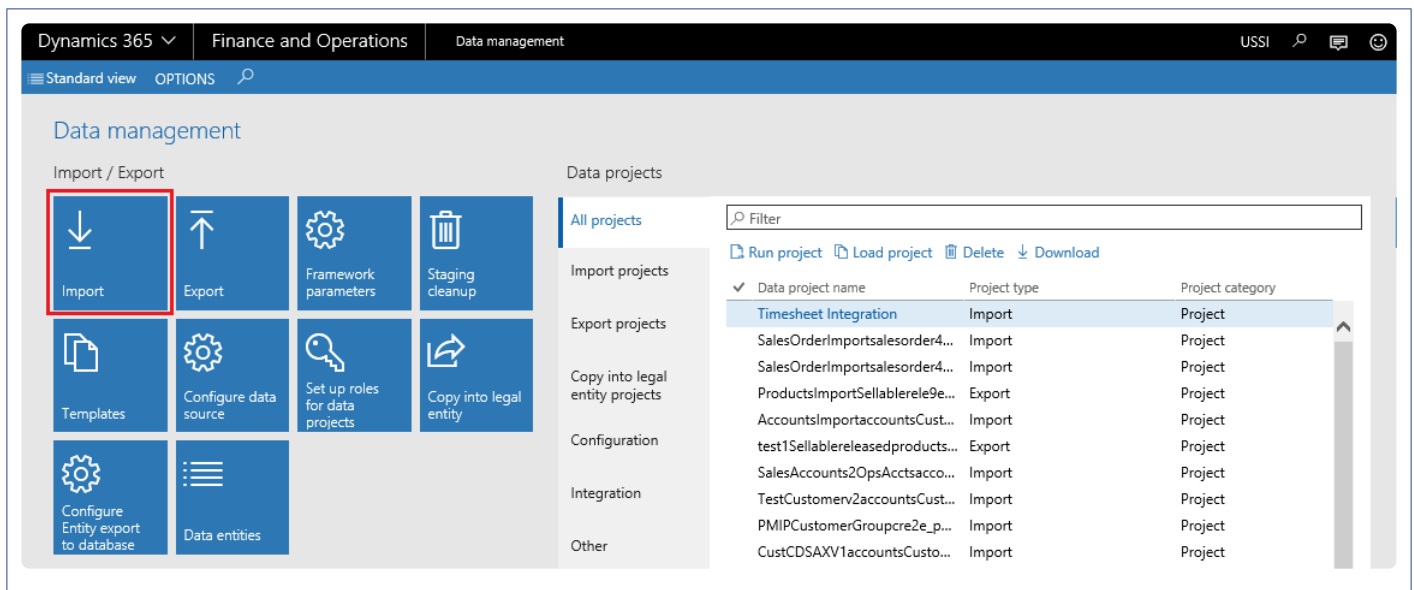 Dynamics 365 Finance and Operations Data management USSI
Standard view OPTIONS
Data management
Import / Export
Import
Export
Framework
parameters
Staging
cleanup
Templates
Configure data
source
Set up roles
for data
projects
Copy into legal
entity
Configure
Entity export
to database
Data entities
Data projects
All projects
Import projects
Export projects
Copy into legal
entity projects
Configuration
Integration
Other
Filter
Run project Load project Delete Download
Data project name Project type Project category
Timesheet Integration Import Project
SalesOrderImportsalesorder4... Import Project
SalesOrderImportsalesorder4... Import Project
ProductsImportSellablerele9e... Export Project
AccountsImportaccountsCust... Import Project
test1Sellablereleasedproducts... Export Project
SalesAccounts2OpsAcctsacco... Import Project
TestCustomerv2accountsCust... Import Project
PMIPCustomerGroupcre2e_p... Import Project
CustCDSAXV1accountsCusto... Import Project